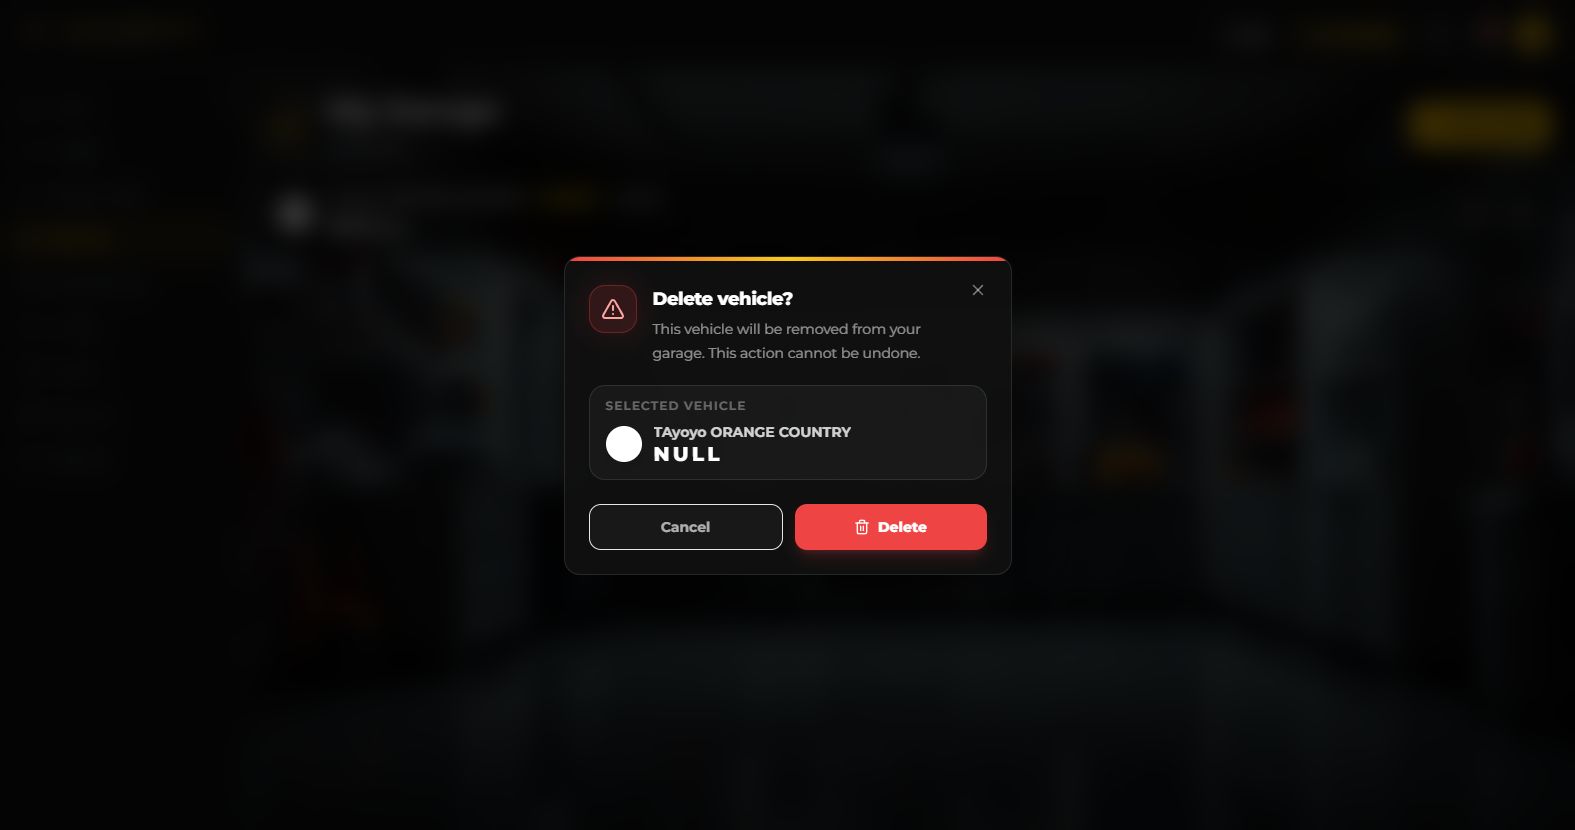 Delete vehicle?
This vehicle will be removed from your
garage. This action cannot be undone.
SELECTED VEHICLE
TAyoyo ORANGE COUNTRY
NULL
Cancel
Delete